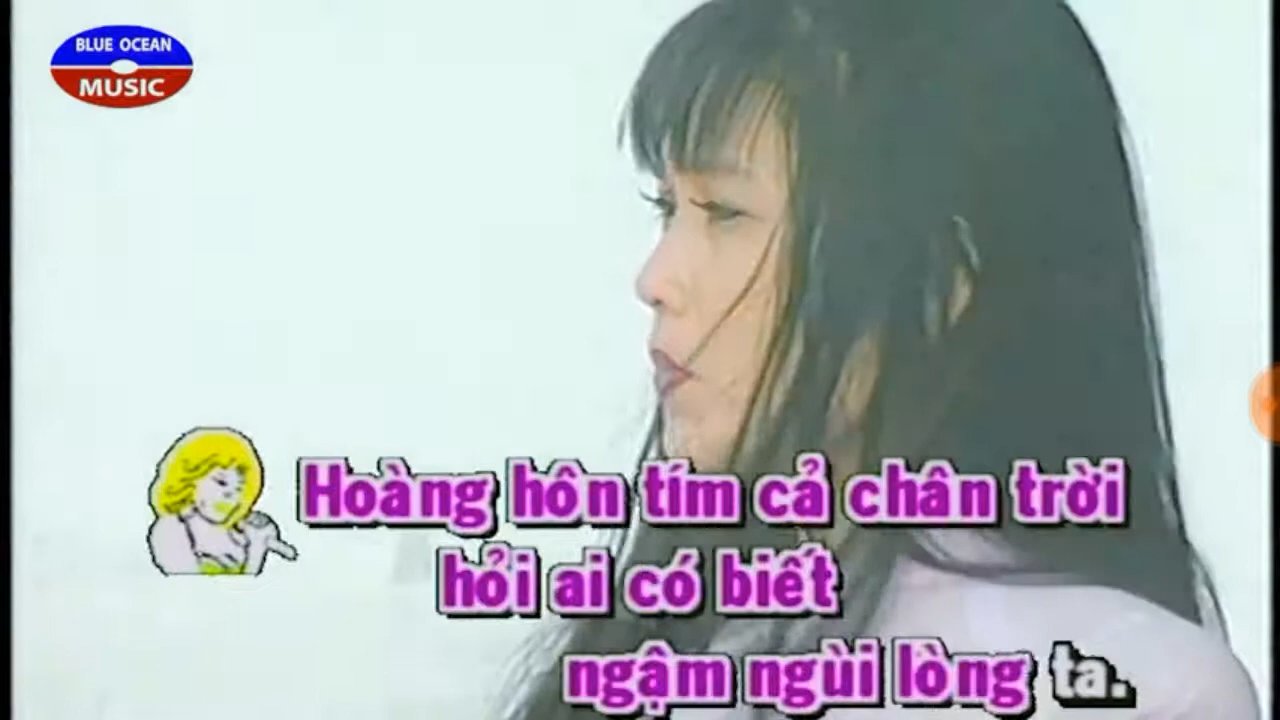 BLUE OCEAN
MUSIC
Hoàng hôn tím cả chân trời
hỏi ai có biết
ngậm ngùi lòng ta.